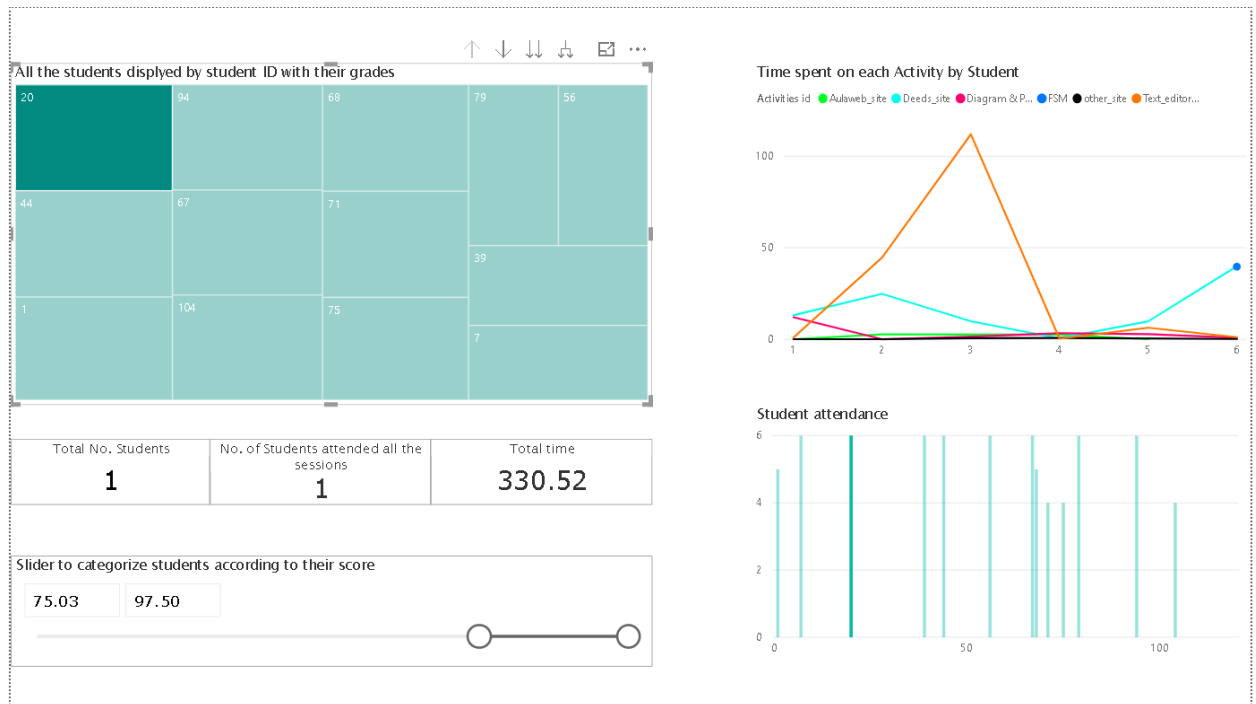 All the students displyed by student ID with their grades
20
94
68
79
56
44
67
71
39
1
104
75
7
Total No. Students
1
No. of Students attended all the
sessions
1
Total time
330.52
Slider to categorize students according to their score
75.03
97.50
Time spent on each Activity by Student
Activities id Aulaweb_site Deeds_site Diagram & P... FSM other_site Text_editor...
100
50
0
1 2 3 4 5 6
Student attendance
6
4
2
0
0 50 100